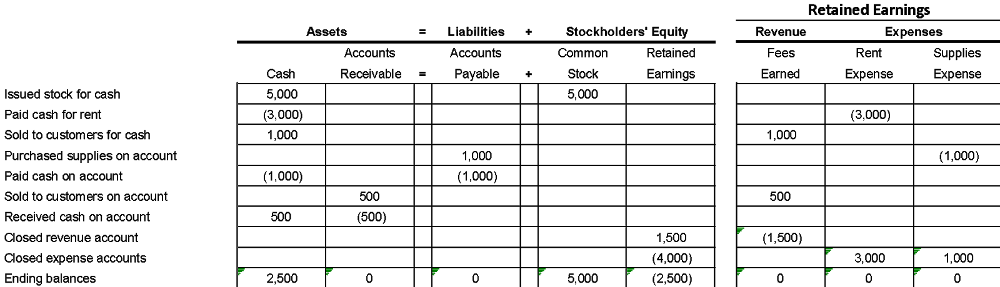 Retained Earnings
Assets = Liabilities + Stockholders' Equity Revenue Expenses
Accounts Accounts Common Retained Fees Rent Supplies
Cash Receivable = Payable + Stock Earnings Earned Expense Expense
Issued stock for cash 5,000 5,000
Paid cash for rent (3,000) (3,000)
Sold to customers for cash 1,000 1,000
Purchased supplies on account 1,000 (1,000)
Paid cash on account (1,000) (1,000)
Sold to customers on account 500 500
Received cash on account 500 (500)
Closed revenue account 1,500 (1,500)
Closed expense accounts (4,000) 3,000 1,000
Ending balances 2,500 0 0 5,000 (2,500) 0 0 0